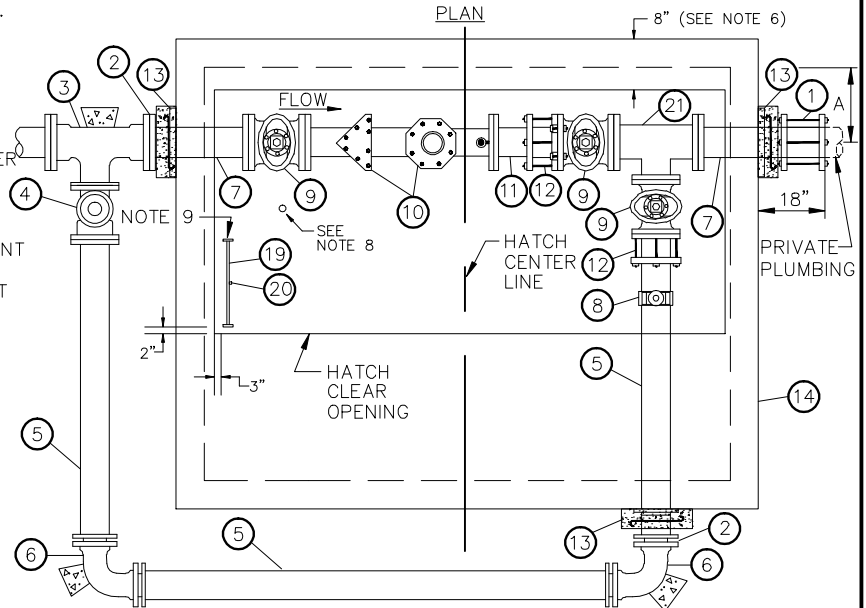 PLAN
8" (SEE NOTE 6)
3
2
13
13
1
A
FLOW
21
ER
4
7
9
10
11
12
9
7
18"
NOTE 9
SEE
NOTE 8
9
NT
T
19
20
HATCH
CENTER
LINE
12
8
PRIVATE
PLUMBING
2"
3"
HATCH
CLEAR
OPENING
5
14
5
5
13
2
6
6